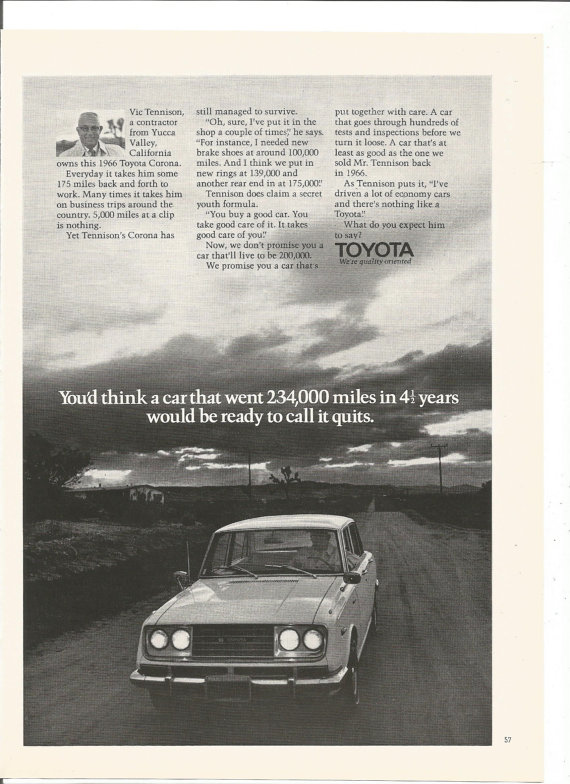 Vic Tennison,
a contractor
from Yucca
Valley,
California
owns this 1966 Toyota Corona.
Everyday it takes him some
175 miles back and forth to
work. Many times it takes him
on business trips around the
country. 5,000 miles at a clip
is nothing.
Yet Tennison's Corona has
still managed to survive.
"Oh, sure, I've put it in the
shop a couple of times," he says.
"For instance, I needed new
brake shoes at around 100,000
miles. And I think we put in
new rings at 139,000 and
another rear end in at 175,000."
Tennison does claim a secret
youth formula.
"You buy a good car. You
take good care of it. It takes
good care of you."
Now, we don't promise you a
car that'll live to be 200,000.
We promise you a car that's
put together with care. A car
that goes through hundreds of
tests and inspections before we
turn it loose. A car that's at
least as good as the one we
sold Mr. Tennison back
in 1966.
As Tennison puts it, "I've
driven a lot of economy cars
and there's nothing like a
Toyota."
What do you expect him
to say?
TOYOTA
We're quality oriented
You'd think a car that went 234,000 miles in 4½ years
would be ready to call it quits.
57